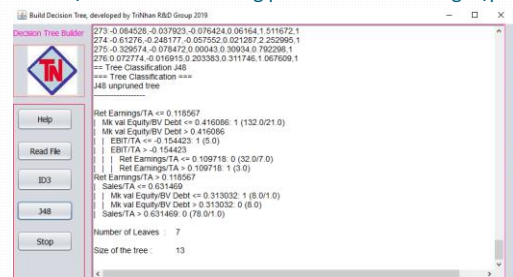 Build Decision Tree, developed by TriNhan R&D Group 2019
Decision Tree Builder
TN
Help
Read File
ID3
J48
Stop
273:-0.084528,-0.037923,-0.076424,0.06164,1.511672,1
274:-0.61276,-0.248177,-0.057552,0.021287,2.252995,1
275:-0.329574,-0.078472,0.00043,0.30934,0.792298,1
276:0.072774,-0.016915,0.203383,0.311746,1.067609,1
== Tree Classification J48
=== Tree Classification ===
J48 unpruned tree
------------------
Ret Earnings/TA <= 0.118567
| Mk val Equity/BV Debt <= 0.416086: 1 (132.0/21.0)
| Mk val Equity/BV Debt > 0.416086
| | EBIT/TA <= -0.154423: 1 (5.0)
| | EBIT/TA > -0.154423
| | | Ret Earnings/TA <= 0.109718: 0 (32.0/7.0)
| | | Ret Earnings/TA > 0.109718: 1 (3.0)
Ret Earnings/TA > 0.118567
| Sales/TA <= 0.631469
| | Mk val Equity/BV Debt <= 0.313032: 1 (8.0/1.0)
| | Mk val Equity/BV Debt > 0.313032: 0 (8.0)
| Sales/TA > 0.631469: 0 (78.0/1.0)
Number of Leaves : 7
Size of the tree : 13